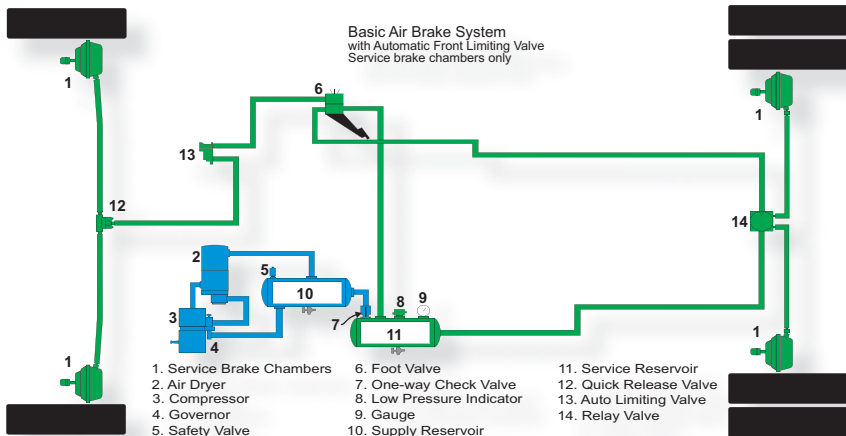 Basic Air Brake System
with Automatic Front Limiting Valve
Service brake chambers only
1
6
1
13
12
14
2
5
10
8
9
3
7
11
4
1
1
1. Service Brake Chambers
2. Air Dryer
3. Compressor
4. Governor
5. Safety Valve
6. Foot Valve
7. One-way Check Valve
8. Low Pressure Indicator
9. Gauge
10. Supply Reservoir
11. Service Reservoir
12. Quick Release Valve
13. Auto Limiting Valve
14. Relay Valve